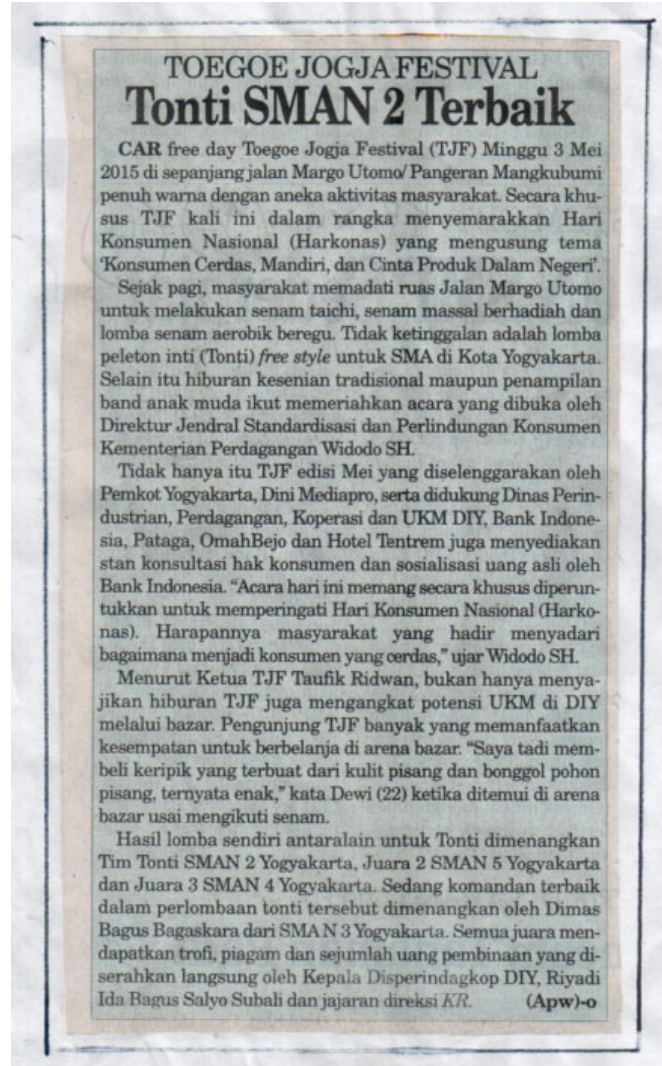 TOEGOE JOGJA FESTIVAL
Tonti SMAN 2 Terbaik
CAR free day Toegoe Jogja Festival (TJF) Minggu 3 Mei
2015 di sepanjang jalan Margo Utomo/ Pangeran Mangkubumi
penuh warna dengan aneka aktivitas masyarakat. Secara khu-
sus TJF kali ini dalam rangka menyemarakkan Hari
Konsumen Nasional (Harkonas) yang mengusung tema
‘Konsumen Cerdas, Mandiri, dan Cinta Produk Dalam Negeri’.
Sejak pagi, masyarakat memadati ruas Jalan Margo Utomo
untuk melakukan senam taichi, senam massal berhadiah dan
lomba senam aerobik beregu. Tidak ketinggalan adalah lomba
peleton inti (Tonti) free style untuk SMA di Kota Yogyakarta.
Selain itu hiburan kesenian tradisional maupun penampilan
band anak muda ikut memeriahkan acara yang dibuka oleh
Direktur Jendral Standardisasi dan Perlindungan Konsumen
Kementerian Perdagangan Widodo SH.
Tidak hanya itu TJF edisi Mei yang diselenggarakan oleh
Pemkot Yogyakarta, Dini Mediapro, serta didukung Dinas Perin-
dustrian, Perdagangan, Koperasi dan UKM DIY, Bank Indone-
sia, Pataga, OmahBejo dan Hotel Tentrem juga menyediakan
stan konsultasi hak konsumen dan sosialisasi uang asli oleh
Bank Indonesia. “Acara hari ini memang secara khusus diperun-
tukkan untuk memperingati Hari Konsumen Nasional (Harko-
nas). Harapannya masyarakat yang hadir menyadari
bagaimana menjadi konsumen yang cerdas,” ujar Widodo SH.
Menurut Ketua TJF Taufik Ridwan, bukan hanya menya-
jikan hiburan TJF juga mengangkat potensi UKM di DIY
melalui bazar. Pengunjung TJF banyak yang memanfaatkan
kesempatan untuk berbelanja di arena bazar. “Saya tadi mem-
beli keripik yang terbuat dari kulit pisang dan bonggol pohon
pisang, ternyata enak,” kata Dewi (22) ketika ditemui di arena
bazar usai mengikuti senam.
Hasil lomba sendiri antaralain untuk Tonti dimenangkan
Tim Tonti SMAN 2 Yogyakarta, Juara 2 SMAN 5 Yogyakarta
dan Juara 3 SMAN 4 Yogyakarta. Sedang komandan terbaik
dalam perlombaan tonti tersebut dimenangkan oleh Dimas
Bagus Bagaskara dari SMA N 3 Yogyakarta. Semua juara men-
dapatkan trofi, piagam dan sejumlah uang pembinaan yang di-
serahkan langsung oleh Kepala Disperindagkop DIY, Riyadi
Ida Bagus Salyo Subali dan jajaran direksi KR. (Apw)-o